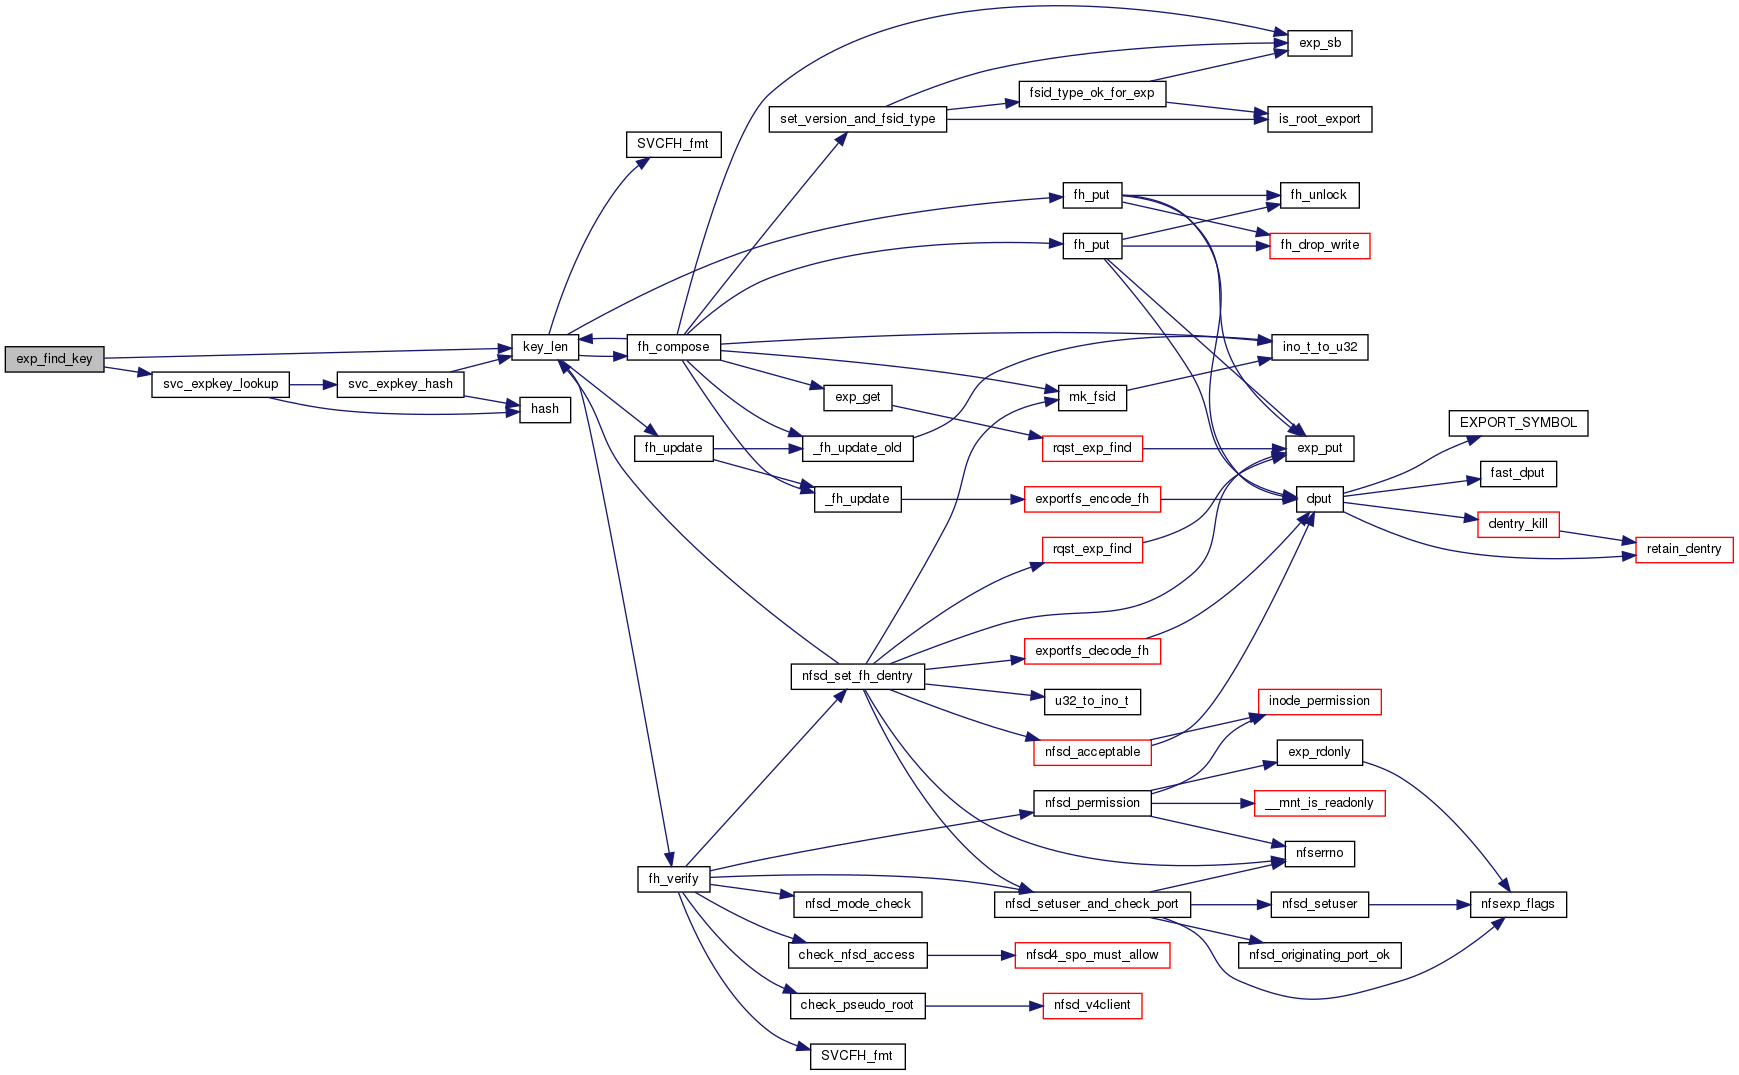 exp_sb
fsid_type_ok_for_exp
set_version_and_fsid_type
is_root_export
SVCFH_fmt
fh_put
fh_unlock
fh_put
fh_drop_write
key_len
fh_compose
ino_t_to_u32
exp_find_key
svc_expkey_lookup
svc_expkey_hash
exp_get
mk_fsid
hash
EXPORT_SYMBOL
fh_update
_fh_update_old
rqst_exp_find
exp_put
fast_dput
_fh_update
exportfs_encode_fh
dput
dentry_kill
rqst_exp_find
retain_dentry
exportfs_decode_fh
nfsd_set_fh_dentry
u32_to_ino_t
inode_permission
nfsd_acceptable
exp_rdonly
nfsd_permission
__mnt_is_readonly
nfserrno
fh_verify
nfsd_mode_check
nfsd_setuser_and_check_port
nfsd_setuser
nfsexp_flags
check_nfsd_access
nfsd4_spo_must_allow
nfsd_originating_port_ok
check_pseudo_root
nfsd_v4client
SVCFH_fmt